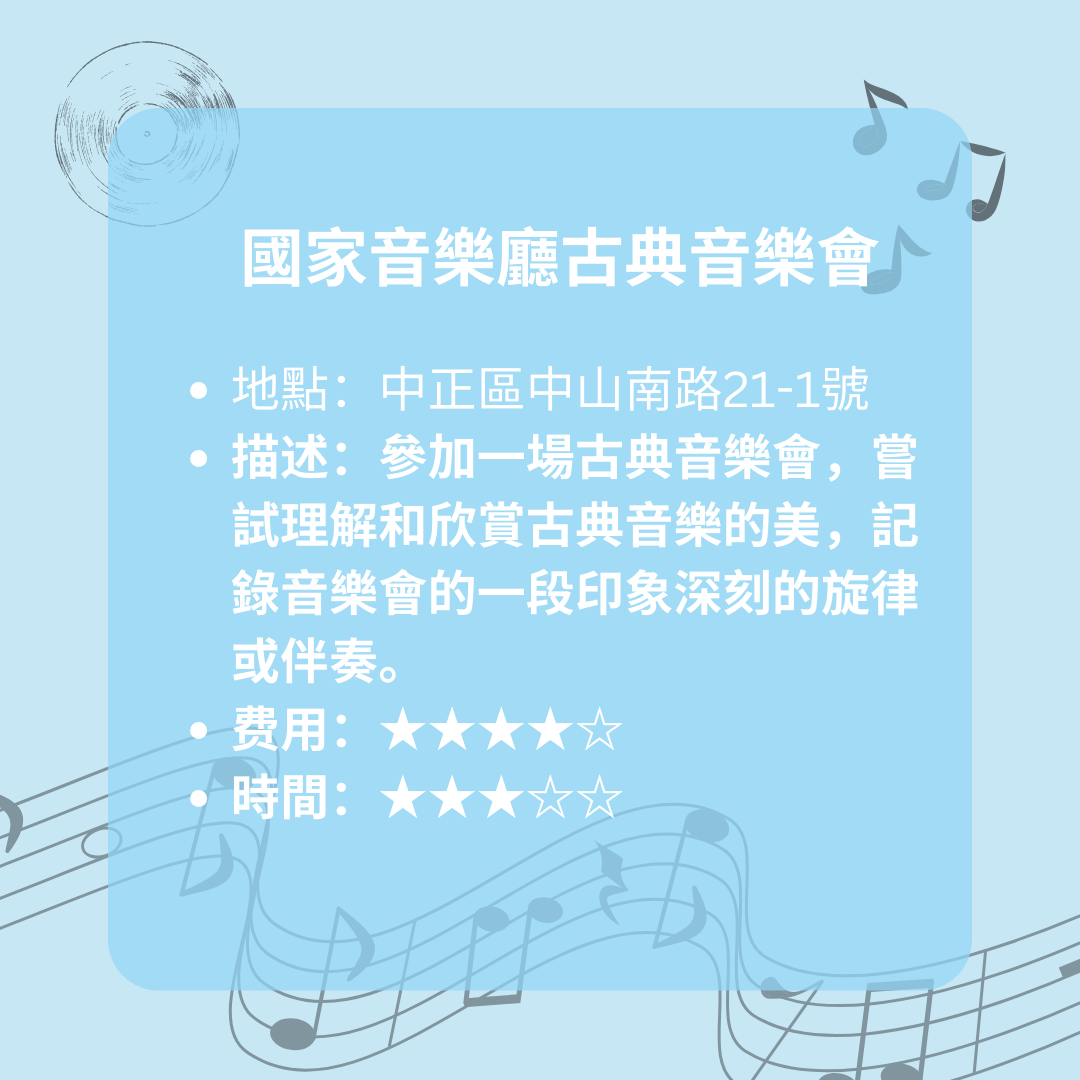 國家音樂廳古典音樂會
• 地點：中正區中山南路21-1號
• 描述：參加一場古典音樂會，嘗
試理解和欣賞古典音樂的美，記
錄音樂會的一段印象深刻的旋律
或伴奏。
• 费用：★★★★☆
• 時間：★★★☆☆